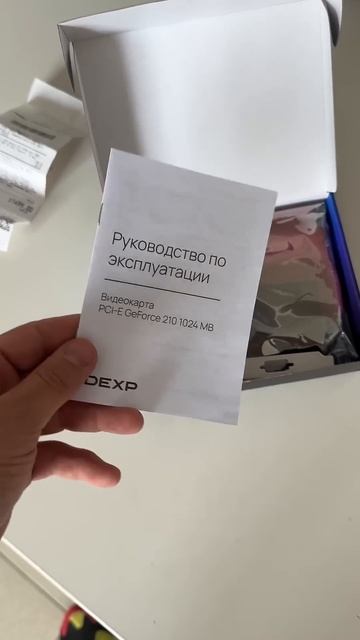 Руководство по
эксплуатации
Видеокарта
PCI-E GeForce 210 1024 MB
DEXP